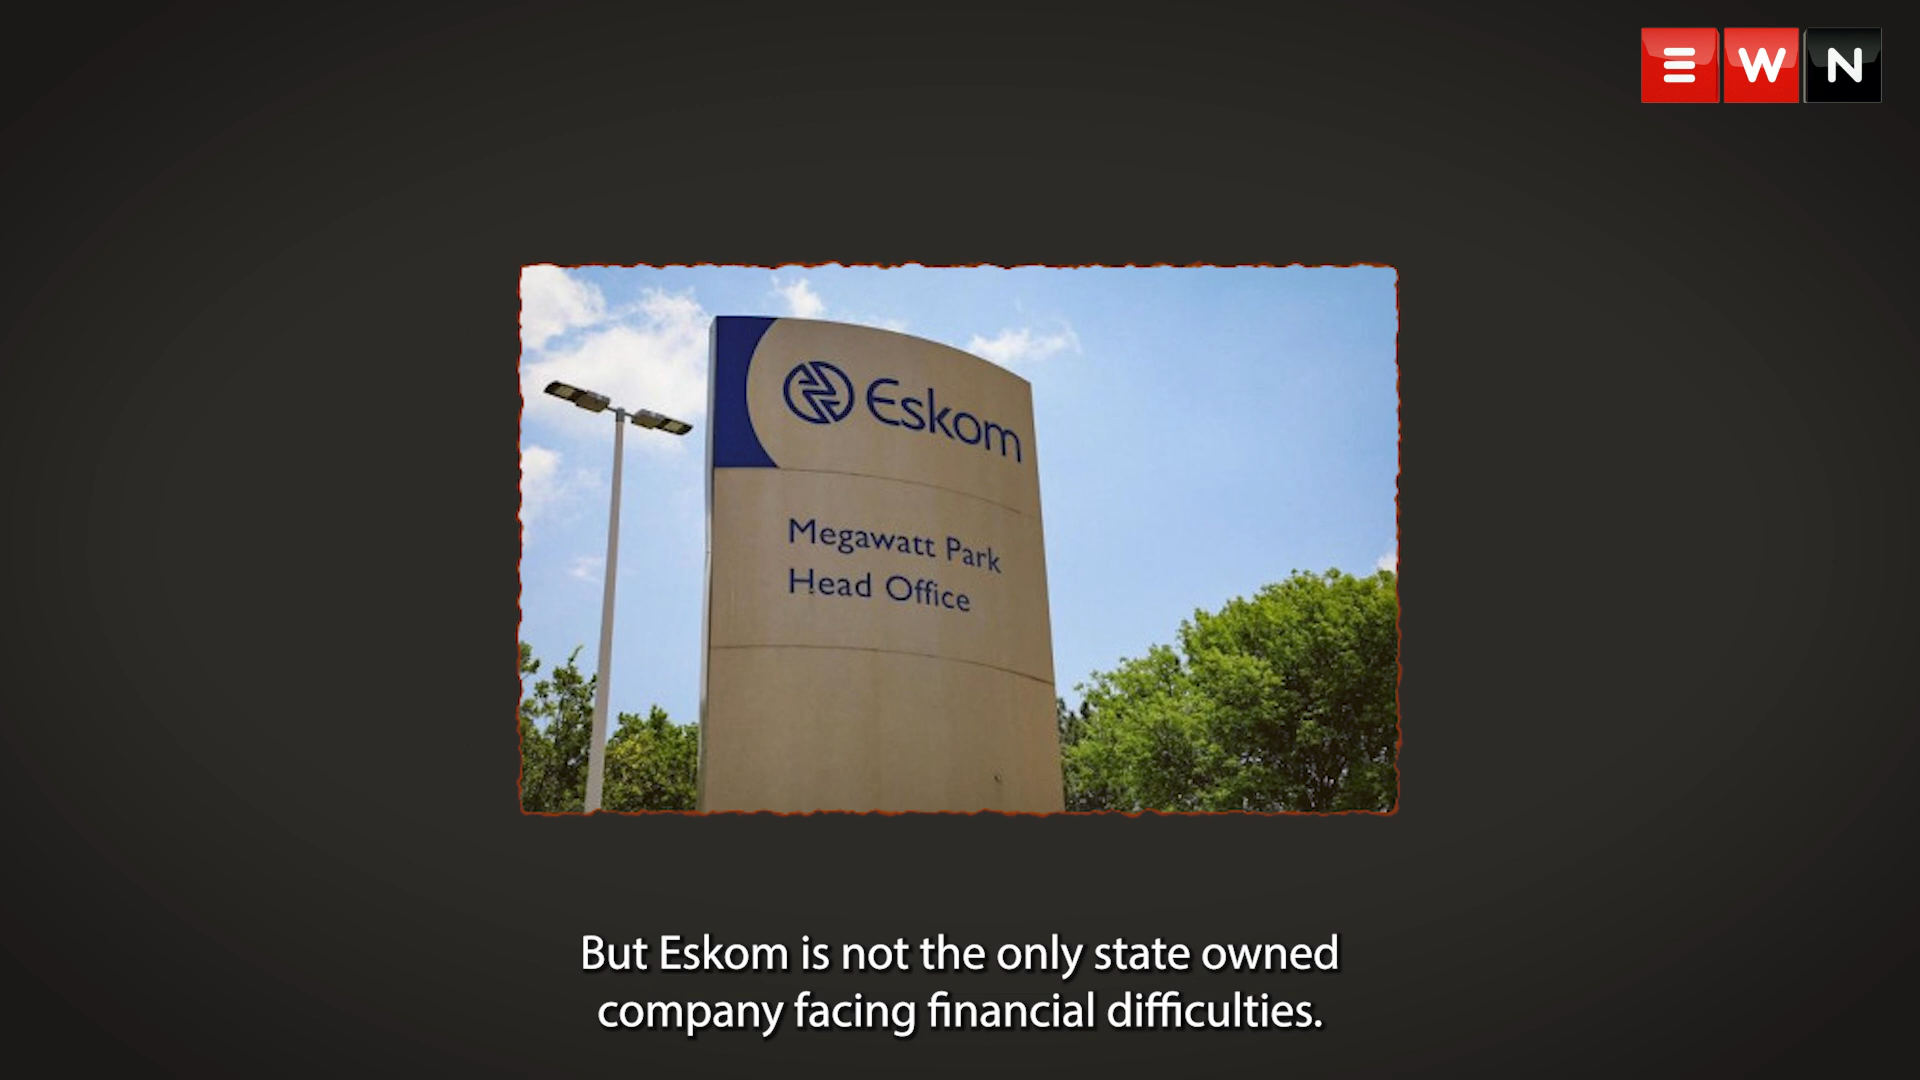 EWN
Eskom
Megawatt Park
Head Office
But Eskom is not the only state owned
company facing financial difficulties.